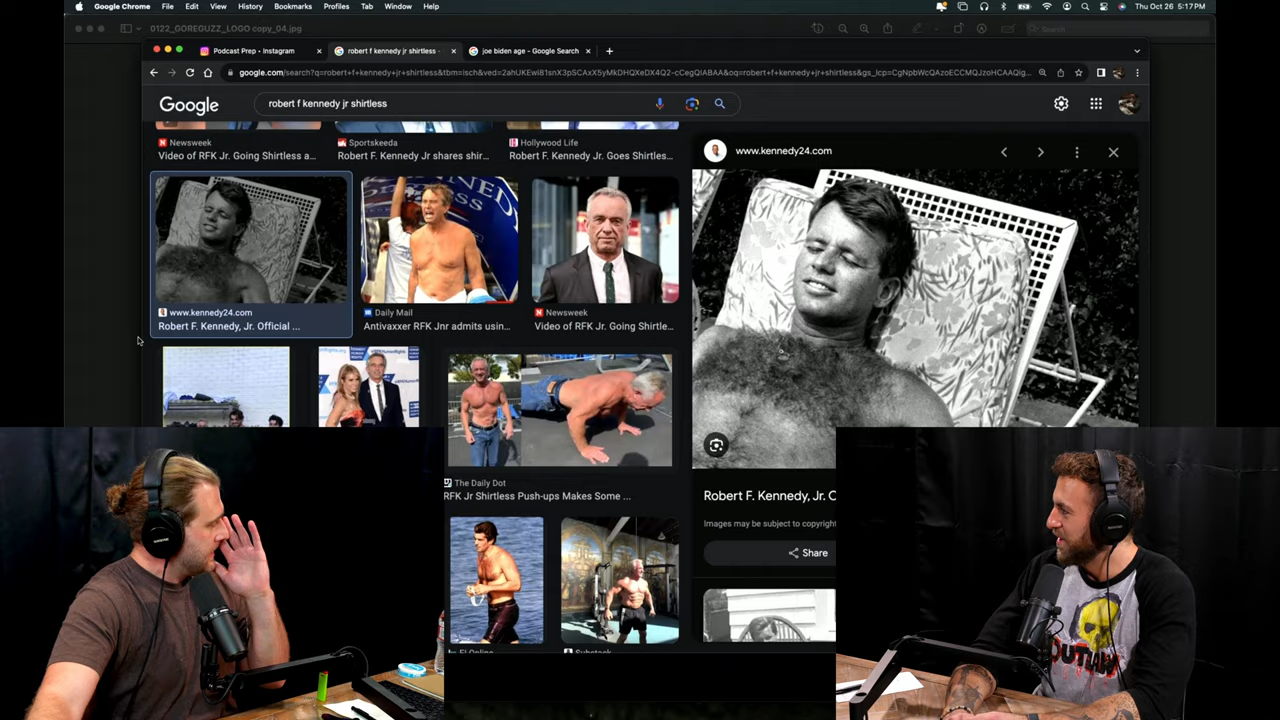 Chrome File Edit View History Bookmarks Profiles Tab Window Help
Thu Oct 26 5:17 PM
0122_GOREGUZZ_LOGO copy_04.jpg
Search
Podcast Prep • Instagram
robert f kennedy jr shirtless -
joe biden age - Google Search
Google
robert f kennedy jr shirtless
Newsweek
Video of RFK Jr. Going Shirtless a...
Sportskeeda
Robert F. Kennedy Jr shares shir...
Hollywood Life
Robert F. Kennedy Jr. Goes Shirtles...
www.kennedy24.com
www.kennedy24.com
Robert F. Kennedy, Jr. Official ...
Daily Mail
Antivaxxer RFK Jnr admits usin...
Newsweek
Video of RFK Jr. Going Shirtle...
The Daily Dot
RFK Jr Shirtless Push-ups Makes Some ...
Robert F. Kennedy, Jr. O
Images may be subject to copyright
Share
Substack
OUTLAW